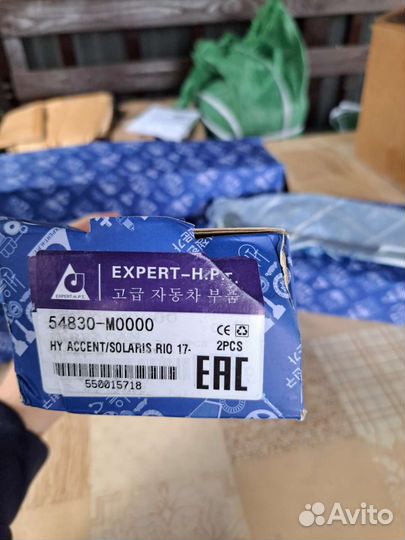 EXPERT-H.P.E.
고급 자동차 부품
EXPERT-H.P.E.
54830-M0000
CE
HY ACCENT/SOLARIS RIO 17-
2PCS
550015718
EAC
Avito